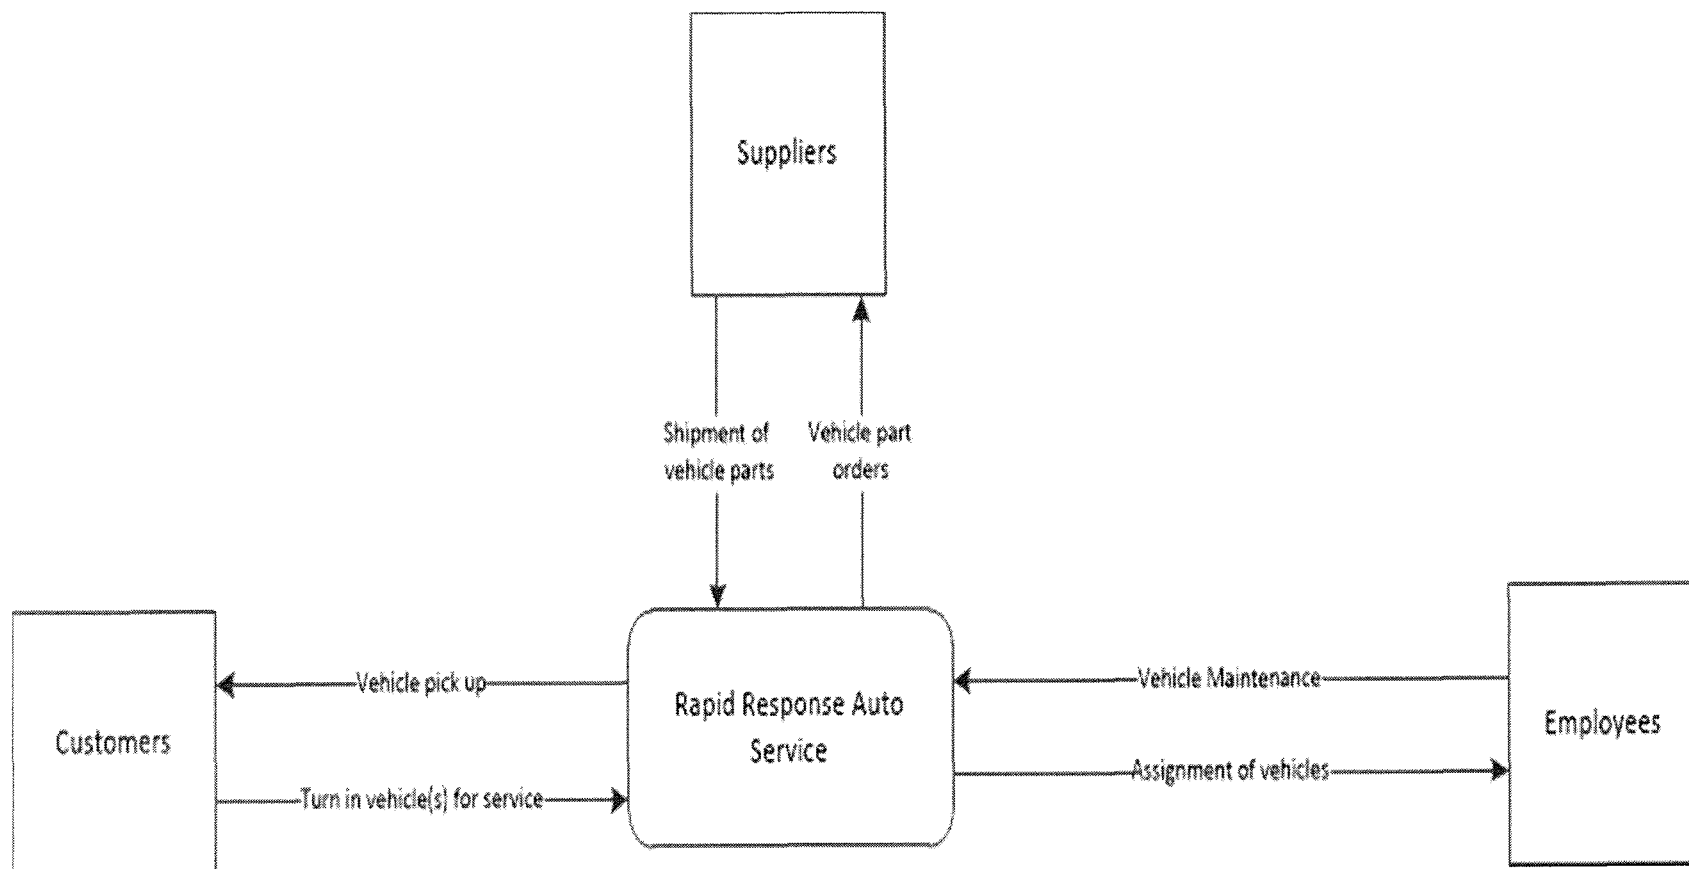 Suppliers
Shipment of
vehicle parts
Vehicle part
orders
Vehicle pick up
Rapid Response Auto
Service
Vehicle Maintenance
Customers
Employees
Turn in vehicle(s) for service
Assignment of vehicles